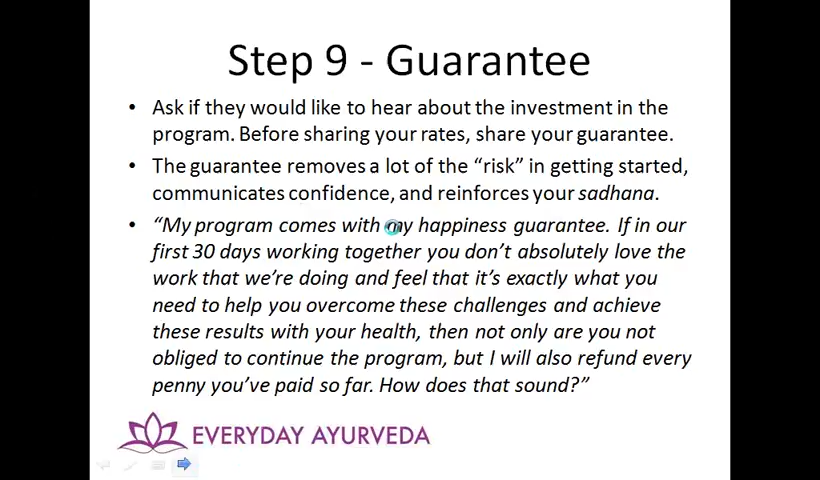 Step 9 - Guarantee
• Ask if they would like to hear about the investment in the
program. Before sharing your rates, share your guarantee.
• The guarantee removes a lot of the “risk” in getting started,
communicates confidence, and reinforces your sadhana.
• “My program comes with my happiness guarantee. If in our
first 30 days working together you don’t absolutely love the
work that we’re doing and feel that it’s exactly what you
need to help you overcome these challenges and achieve
these results with your health, then not only are you not
obliged to continue the program, but I will also refund every
penny you’ve paid so far. How does that sound?”
EVERYDAY AYURVEDA